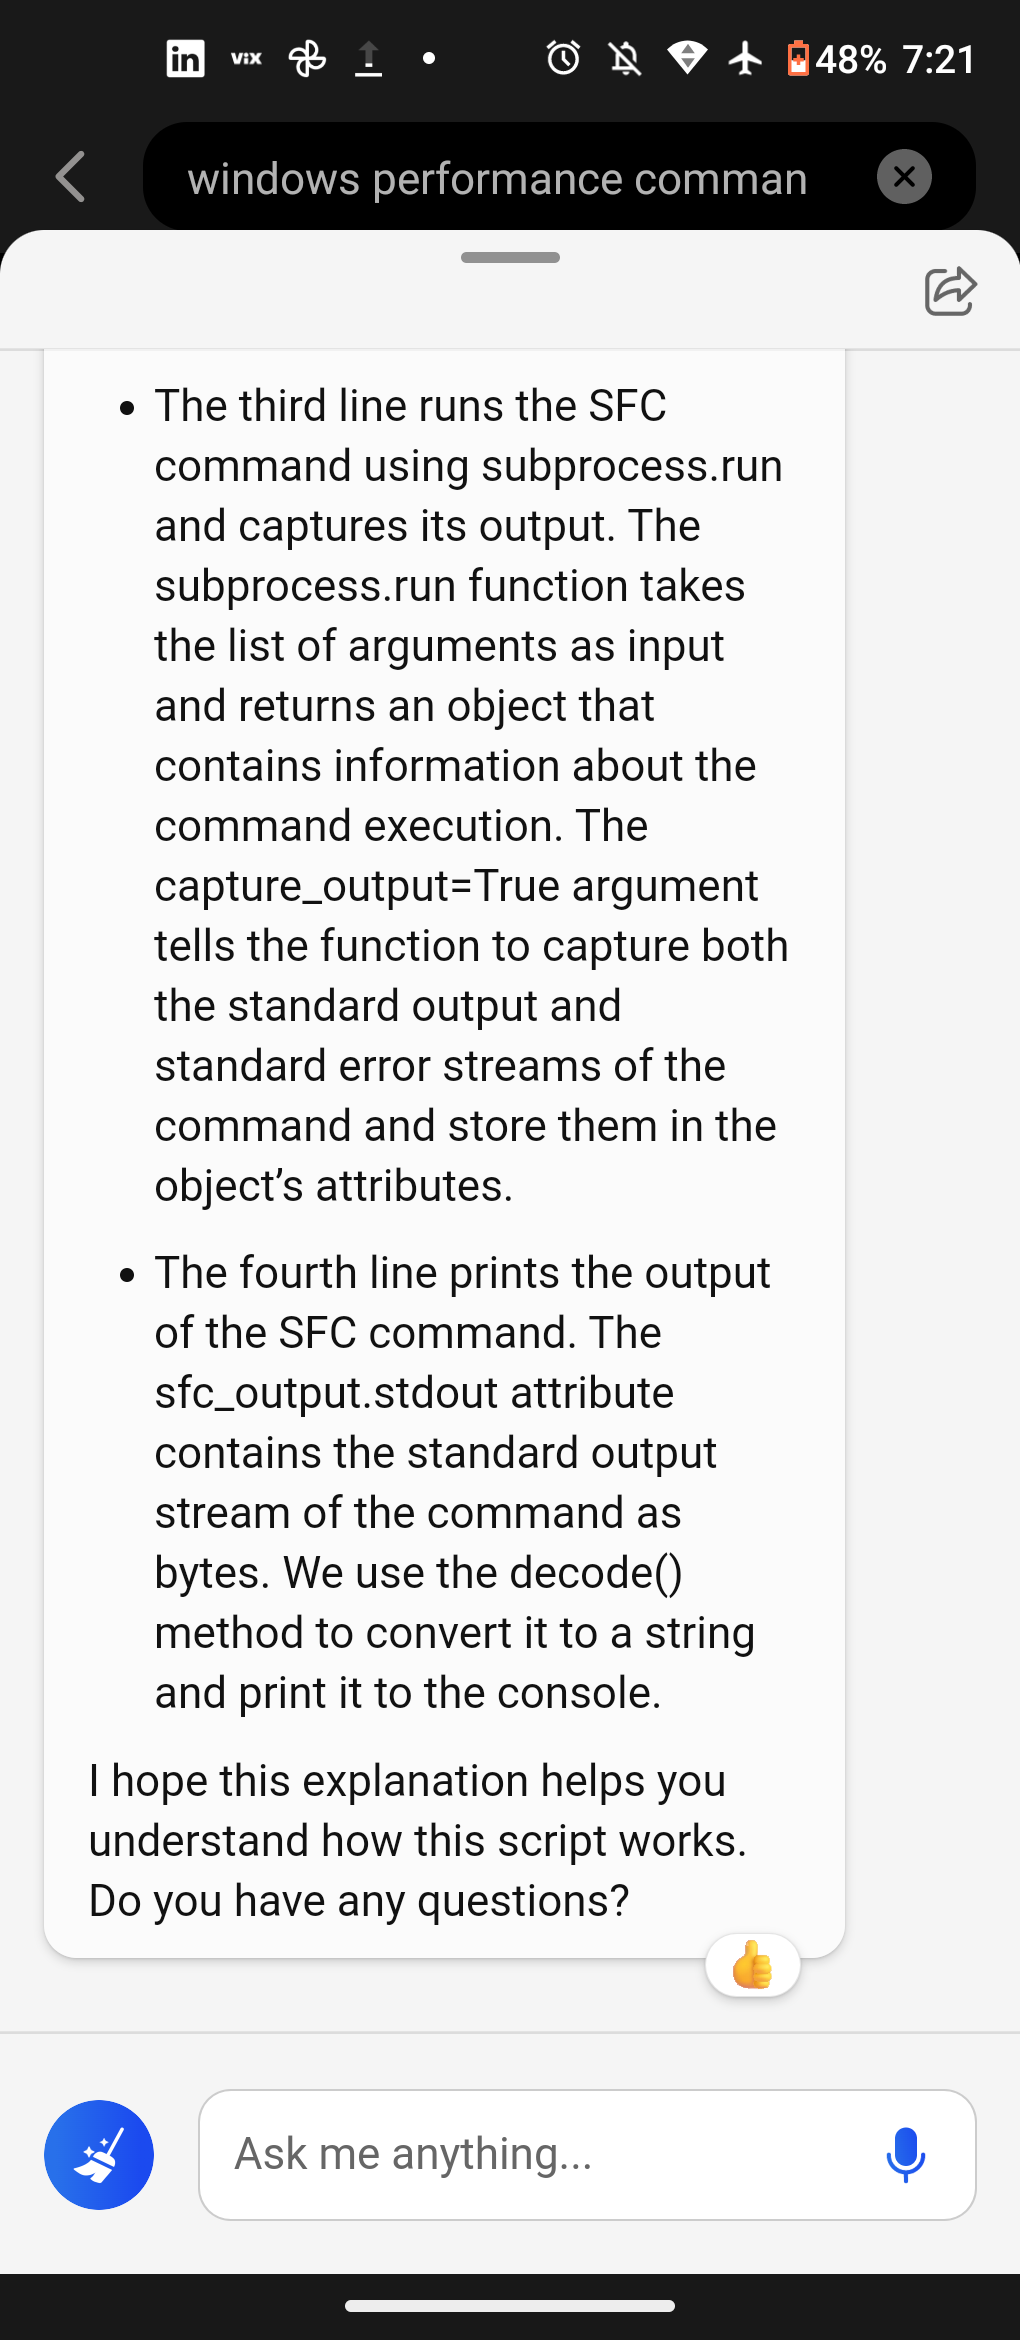 in vix 48% 7:21
windows performance comman
• The third line runs the SFC
command using subprocess.run
and captures its output. The
subprocess.run function takes
the list of arguments as input
and returns an object that
contains information about the
command execution. The
capture_output=True argument
tells the function to capture both
the standard output and
standard error streams of the
command and store them in the
object’s attributes.
• The fourth line prints the output
of the SFC command. The
sfc_output.stdout attribute
contains the standard output
stream of the command as
bytes. We use the decode()
method to convert it to a string
and print it to the console.
I hope this explanation helps you
understand how this script works.
Do you have any questions?
Ask me anything...